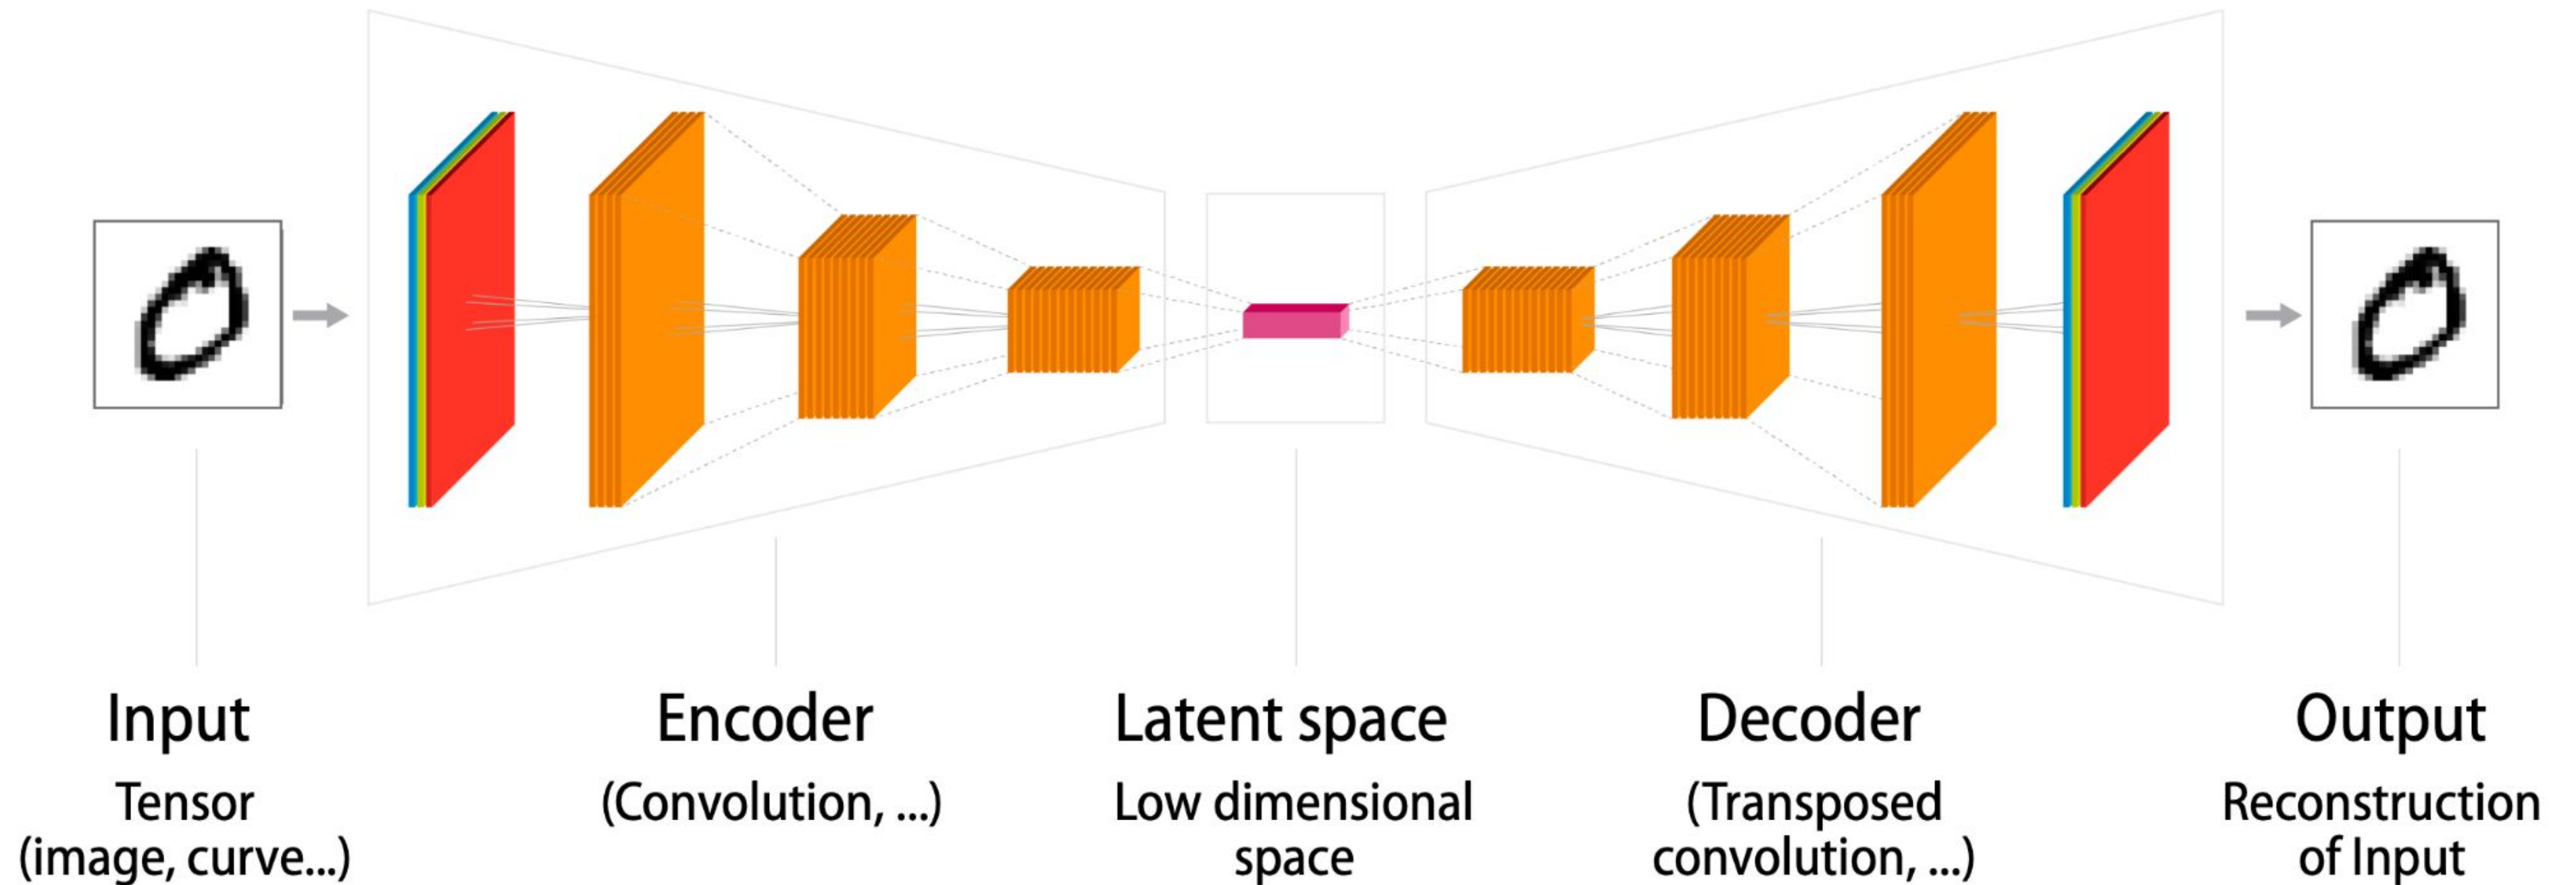 Input
Tensor
(image, curve...)
Encoder
(Convolution, ...)
Latent space
Low dimensional
space
Decoder
(Transposed
convolution, ...)
Output
Reconstruction
of Input